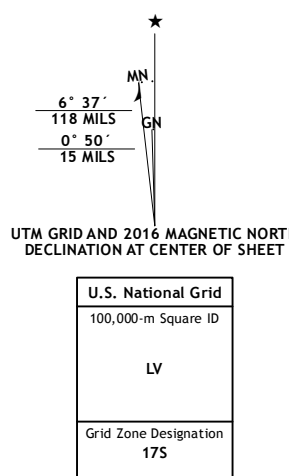 ★
MN
6° 37´
118 MILS
GN
0° 50´
15 MILS
UTM GRID AND 2016 MAGNETIC NORT
DECLINATION AT CENTER OF SHEET
U.S. National Grid
100,000-m Square ID
LV
Grid Zone Designation
17S